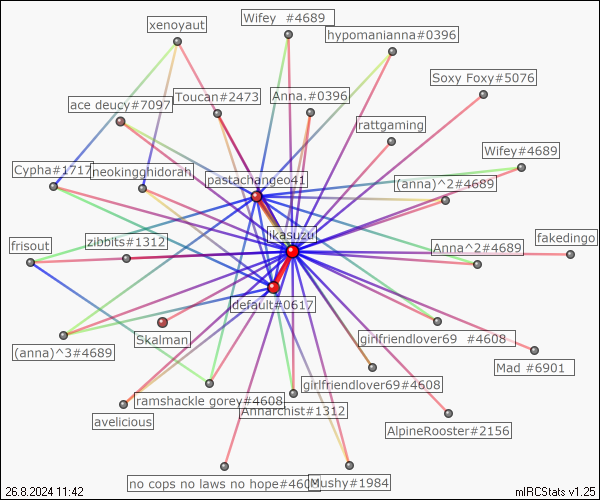 xenoyaut
Wifey #4689
hypomanianna#0396
Soxy Foxy#5076
ace deucy#7097
Toucan#2473
Anna.#0396
rattgaming
Wifey#4689
Cypha#1717
neokingghidorah
pastachangeo41
(anna)^2#4689
frisout
zibbits#1312
ikasuzu
Anna^2#4689
fakedingo
default#0617
(anna)^3#4689
Skalman
girlfriendlover69 #4608
Mad #6901
girlfriendlover69#4608
avelicious
ramshackle gorey#4608
Annarchist#1312
AlpineRooster#2156
no cops no laws no hope#4608
Mushy#1984
26.8.2024 11:42
mIRCStats v1.25